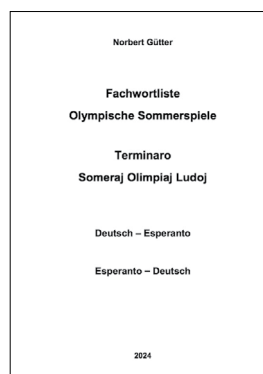 Norbert Gütter
Fachwortliste
Olympische Sommerspiele
Terminaro
Someraj Olimpiaj Ludoj
Deutsch – Esperanto
Esperanto – Deutsch
2024